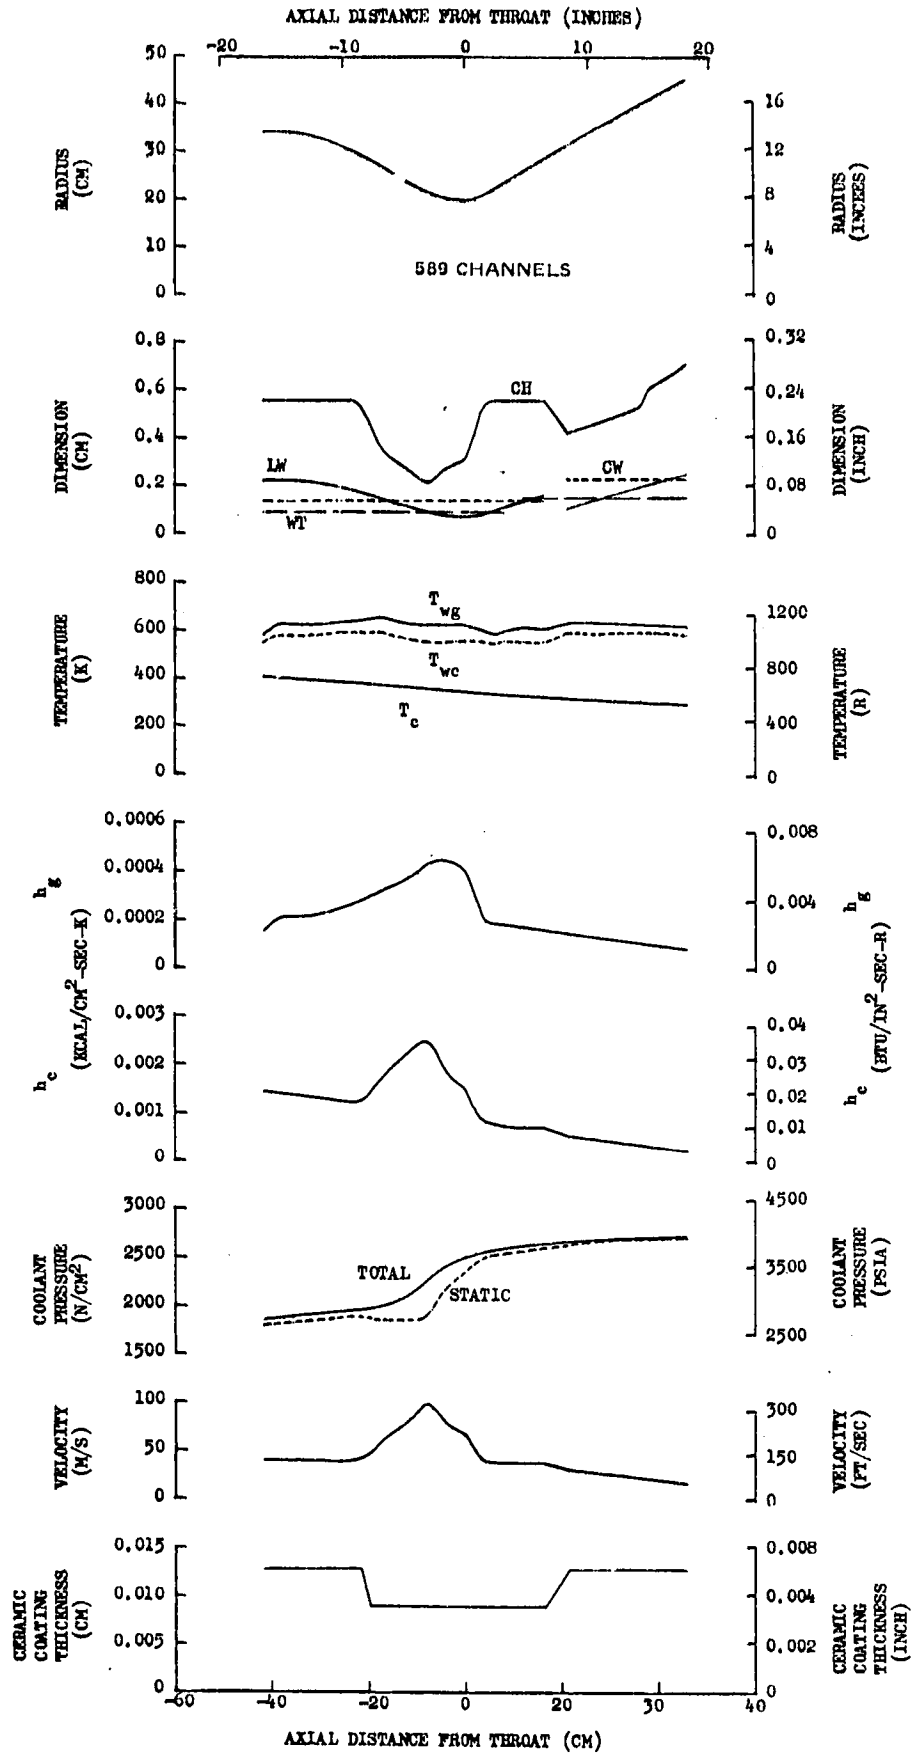 AXIAL DISTANCE FROM THROAT (INCHES)
-20 -10 0 10 20
50
40
30
20
10
0
RADIUS
(CM)
16
12
8
4
0
RADIUS
(INCEES)
589 CHANNELS
0.8
0.6
0.4
0.2
0
DIMENSION
(CM)
0.32
0.24
0.16
0.08
0
DIMENSION
(INCH)
CH
LW
CW
WT
800
600
400
200
0
TEMPERATURE
(K)
1200
800
400
0
TEMPERATURE
(R)
Twg
Twc
Tc
0.0006
0.0004
0.0002
0
hg
0.008
0.004
0
hg
(KCAL/CM2-SEC-K)
(BTU/IN2-SEC-R)
0.003
0.002
0.001
0
hc
0.04
0.03
0.02
0.01
0
hc
3000
2500
2000
1500
COOLANT
PRESSURE
(N/CM2)
4500
3500
2500
COOLANT
PRESSURE
(PSIA)
TOTAL
STATIC
100
50
0
VELOCITY
(M/S)
300
150
0
VELOCITY
(FT/SEC)
0.015
0.010
0.005
0
CERAMIC
COATING
THICKNESS
(CM)
0.008
0.004
0.002
0
CERAMIC
COATING
THICKNESS
(INCH)
-60 -40 -20 0 20 30 40
AXIAL DISTANCE FROM THROAT (CM)